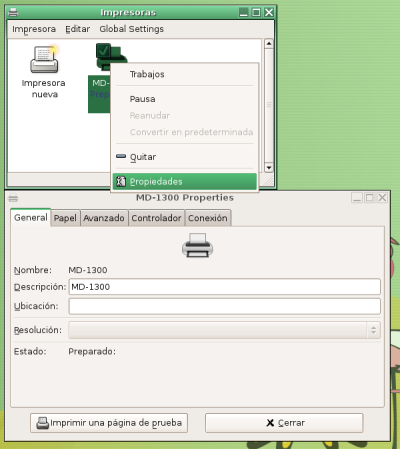 Impresoras
Impresora Editar Global Settings
Impresora
nueva
MD-
Trabajos
Pausa
Reanudar
Convertir en predeterminada
Quitar
Propiedades
MD-1300 Properties
General Papel Avanzado Controlador Conexión
Nombre: MD-1300
Descripción: MD-1300
Ubicación:
Resolución:
Estado: Preparado:
Imprimir una página de prueba Cerrar